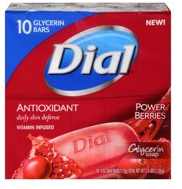 10 GLYCERIN BARS
NEW!
Dial
ANTIOXIDANT
daily skin defense
VITAMIN INFUSED
POWER
BERRIES
Glycerin
soap